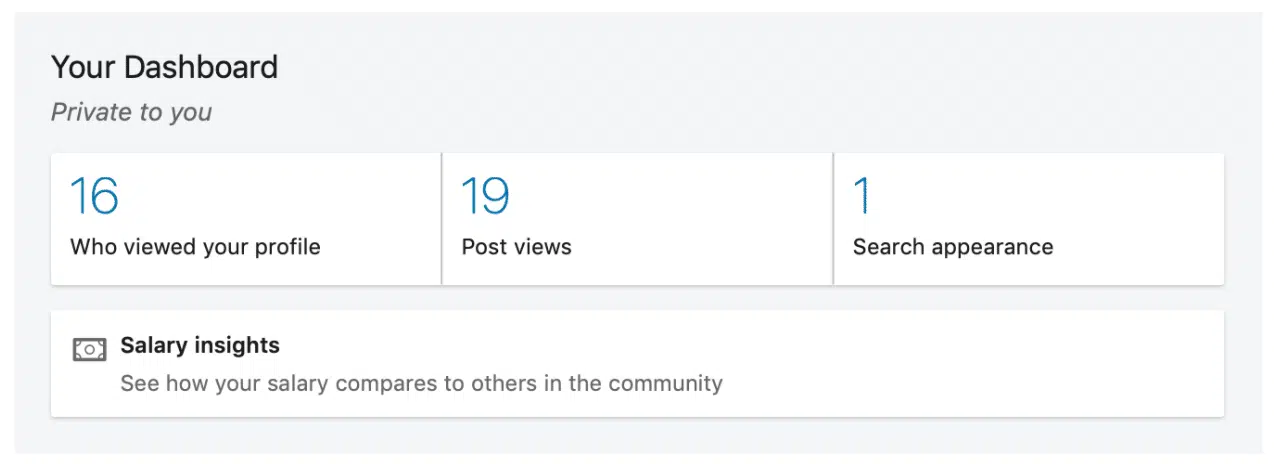 Your Dashboard
Private to you
16
Who viewed your profile
19
Post views
1
Search appearance
Salary insights
See how your salary compares to others in the community